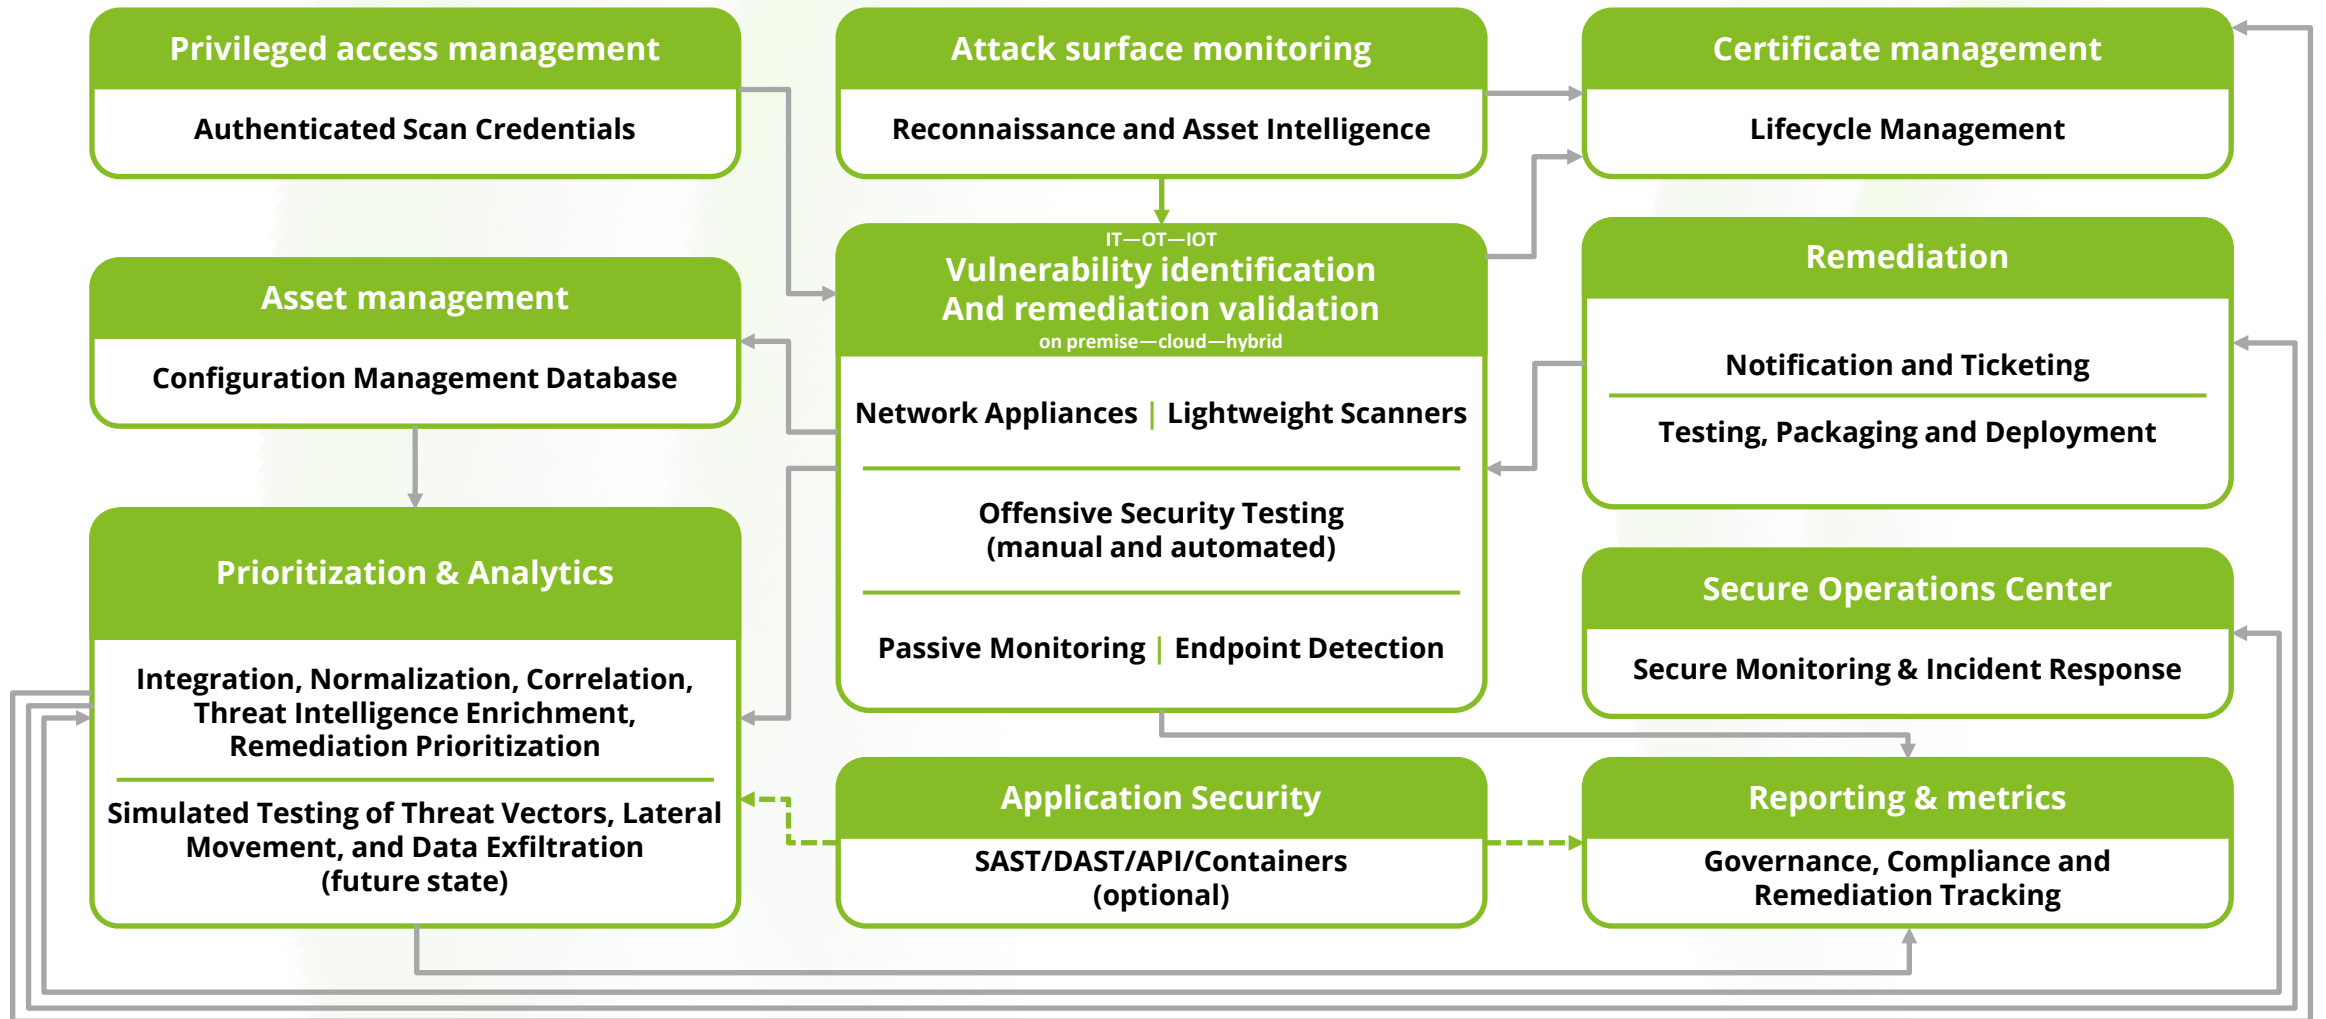 Privileged access management
Authenticated Scan Credentials
Attack surface monitoring
Reconnaissance and Asset Intelligence
Certificate management
Lifecycle Management
Asset management
Configuration Management Database
IT—OT—IOT
Vulnerability identification
And remediation validation
on premise—cloud—hybrid
Network Appliances | Lightweight Scanners
Offensive Security Testing
(manual and automated)
Passive Monitoring | Endpoint Detection
Remediation
Notification and Ticketing
Testing, Packaging and Deployment
Prioritization & Analytics
Integration, Normalization, Correlation,
Threat Intelligence Enrichment,
Remediation Prioritization
Simulated Testing of Threat Vectors, Lateral
Movement, and Data Exfiltration
(future state)
Secure Operations Center
Secure Monitoring & Incident Response
Application Security
SAST/DAST/API/Containers
(optional)
Reporting & metrics
Governance, Compliance and
Remediation Tracking